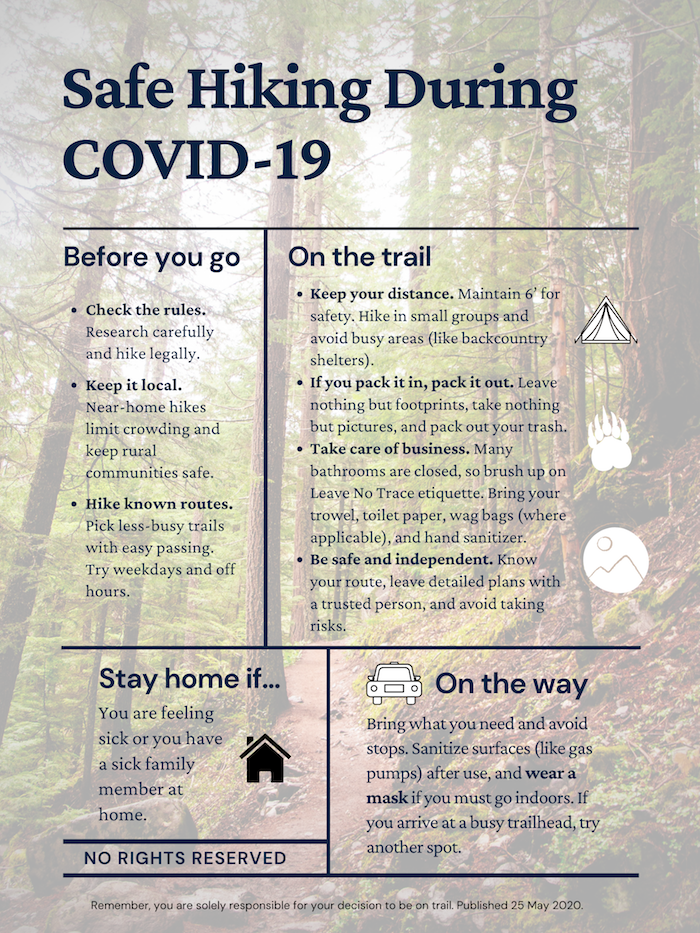 Safe Hiking During
COVID-19
Before you go
• Check the rules.
Research carefully
and hike legally.
• Keep it local.
Near-home hikes
limit crowding and
keep rural
communities safe.
• Hike known routes.
Pick less-busy trails
with easy passing.
Try weekdays and off
hours.
On the trail
• Keep your distance. Maintain 6’ for
safety. Hike in small groups and
avoid busy areas (like backcountry
shelters).
• If you pack it in, pack it out. Leave
nothing but footprints, take nothing
but pictures, and pack out your trash.
• Take care of business. Many
bathrooms are closed, so brush up on
Leave No Trace etiquette. Bring your
trowel, toilet paper, wag bags (where
applicable), and hand sanitizer.
• Be safe and independent. Know
your route, leave detailed plans with
a trusted person, and avoid taking
risks.
Stay home if...
You are feeling
sick or you have
a sick family
member at
home.
NO RIGHTS RESERVED
On the way
Bring what you need and avoid
stops. Sanitize surfaces (like gas
pumps) after use, and wear a
mask if you must go indoors. If
you arrive at a busy trailhead, try
another spot.
Remember, you are solely responsible for your decision to be on trail. Published 25 May 2020.